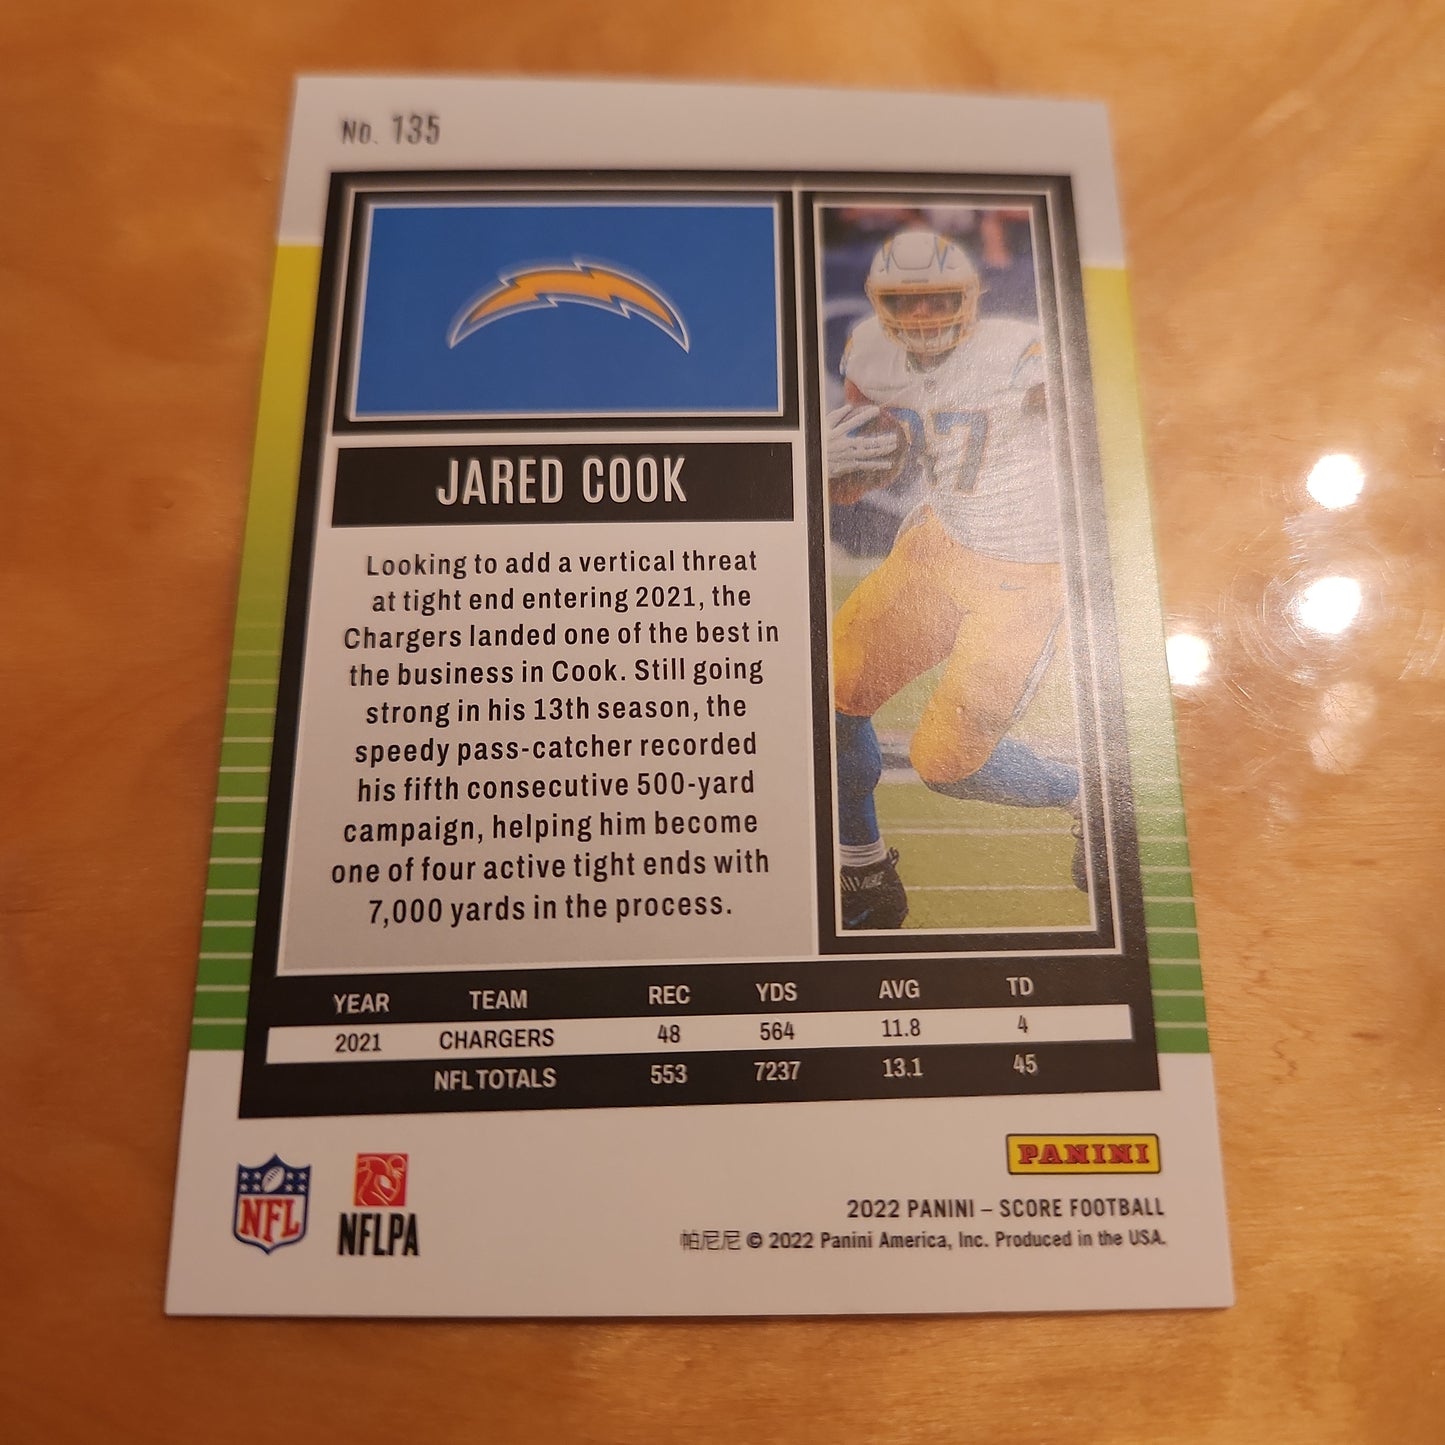 No. 135
87
JARED COOK
Looking to add a vertical threat
at tight end entering 2021, the
Chargers landed one of the best in
the business in Cook. Still going
strong in his 13th season, the
speedy pass-catcher recorded
his fifth consecutive 500-yard
campaign, helping him become
one of four active tight ends with
7,000 yards in the process.
YEAR TEAM REC YDS AVG TD
2021 CHARGERS 48 564 11.8 4
NFL TOTALS 553 7237 13.1 45
NFL
NFLPA
PANINI
2022 PANINI – SCORE FOOTBALL
帕尼尼 © 2022 Panini America, Inc. Produced in the USA.